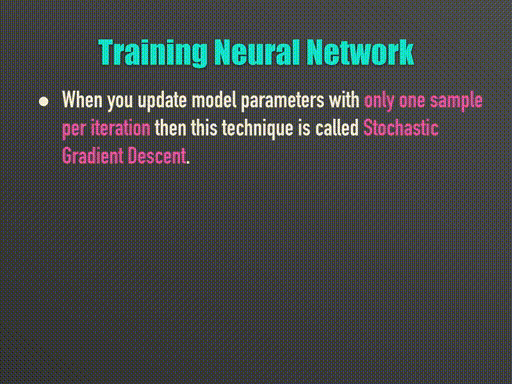 Training Neural Network
● When you update model parameters with only one sample
per iteration then this technique is called Stochastic
Gradient Descent.